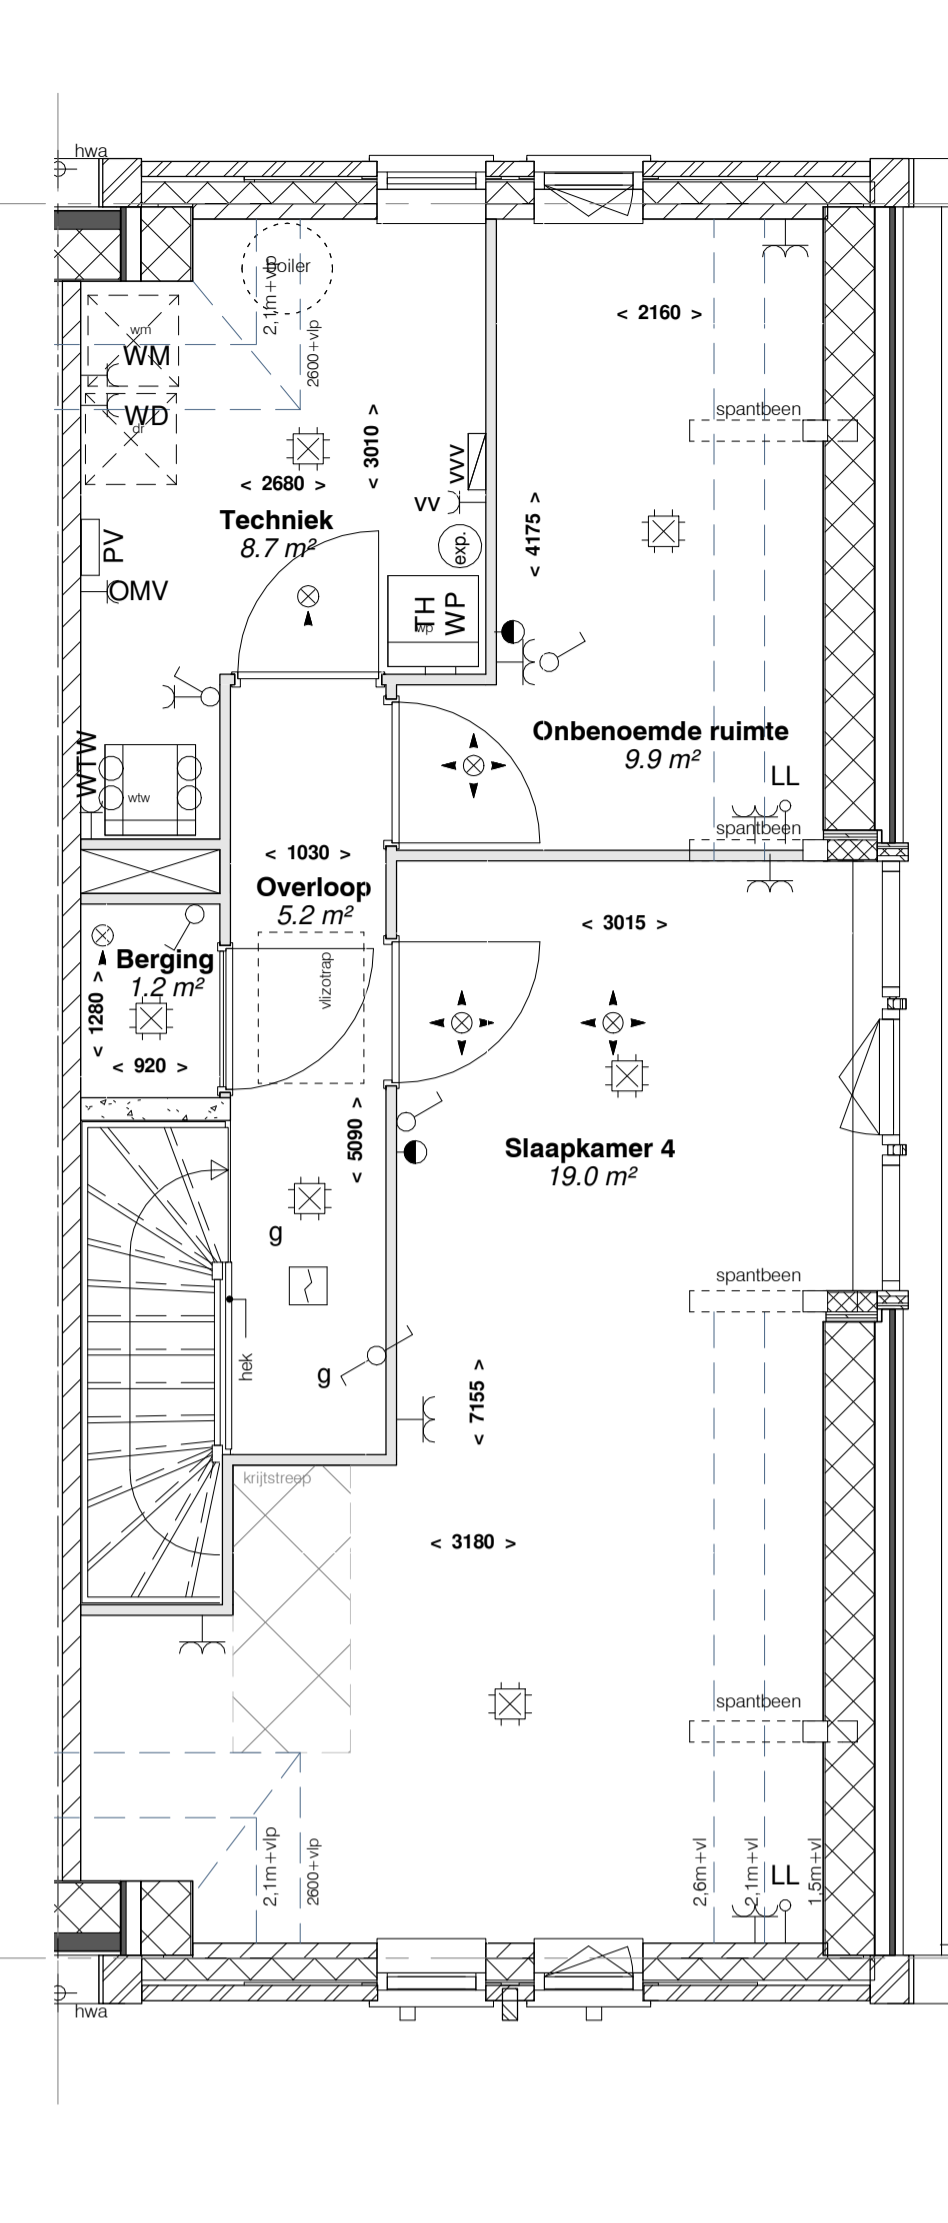 hwa
boiler
2,1m+vlp
2600+vlp
< 2160 >
wm
WM
WD
dr
spantbeen
< 3010 >
< 2680 >
Techniek
8.7 m²
VVV
vv
exp.
< 4175 >
PV
OMV
TH
WP
wp
WTW
wtw
Onbenoemde ruimte
9.9 m²
LL
spantbeen
< 1030 >
Overloop
5.2 m²
vlizotrap
< 3015 >
Berging
1.2 m²
< 1280 >
< 920 >
< 5090 >
Slaapkamer 4
19.0 m²
g
spantbeen
hek
g
< 7155 >
krijtstreep
< 3180 >
spantbeen
2,1m+vlp
2600+vlp
2,6m+vl
2,1m+vl
1,5m+vl
LL
hwa